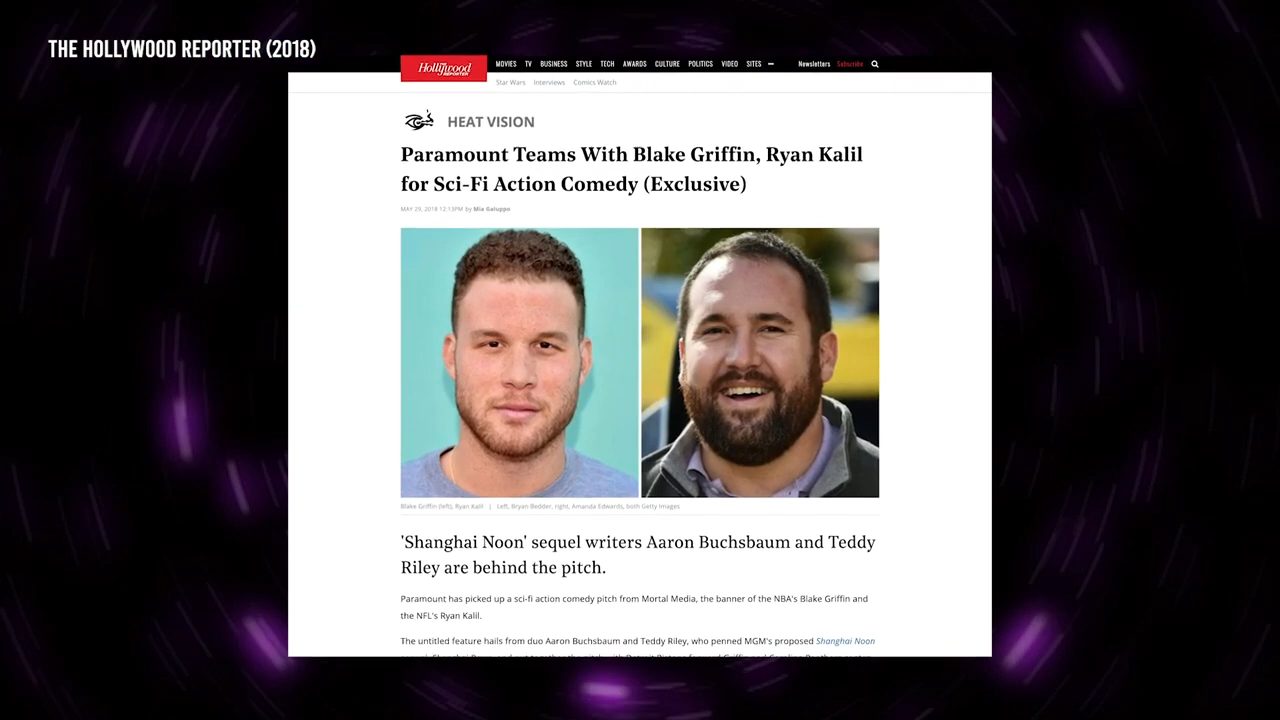 THE HOLLYWOOD REPORTER (2018)
Hollywood REPORTER MOVIES TV BUSINESS STYLE TECH AWARDS CULTURE POLITICS VIDEO SITES Newsletters Subscribe
Star Wars Interviews Comics Watch
HEAT VISION
Paramount Teams With Blake Griffin, Ryan Kalil
for Sci-Fi Action Comedy (Exclusive)
MAY 29, 2018 12:13PM by Mia Galuppo
Blake Griffin (left), Ryan Kalil | Left, Bryan Bedder, right, Amanda Edwards, both Getty Images
'Shanghai Noon' sequel writers Aaron Buchsbaum and Teddy
Riley are behind the pitch.
Paramount has picked up a sci-fi action comedy pitch from Mortal Media, the banner of the NBA's Blake Griffin and
the NFL's Ryan Kalil.
The untitled feature hails from duo Aaron Buchsbaum and Teddy Riley, who penned MGM's proposed Shanghai Noon